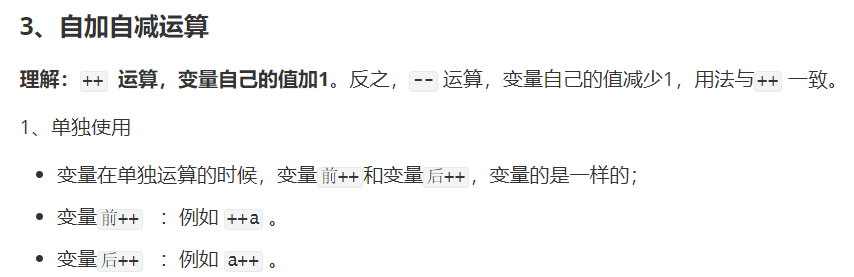 3、自加自减运算
理解：++ 运算，变量自己的值加1。反之，-- 运算，变量自己的值减少1，用法与++ 一致。
1、单独使用
• 变量在单独运算的时候，变量前++和变量后++，变量的是一样的；
• 变量前++ ：例如 ++a 。
• 变量后++ ：例如 a++ 。